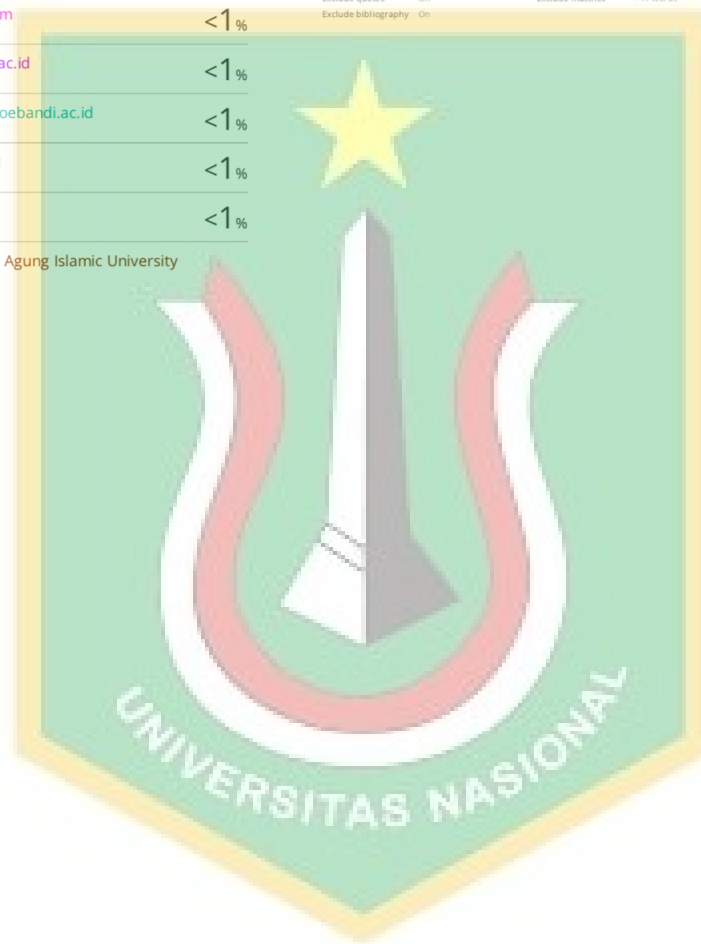 m <1%
Exclude bibliography On
ac.id <1%
oebandi.ac.id <1%
<1%
<1%
Agung Islamic University
UNIVERSITAS NASIONAL